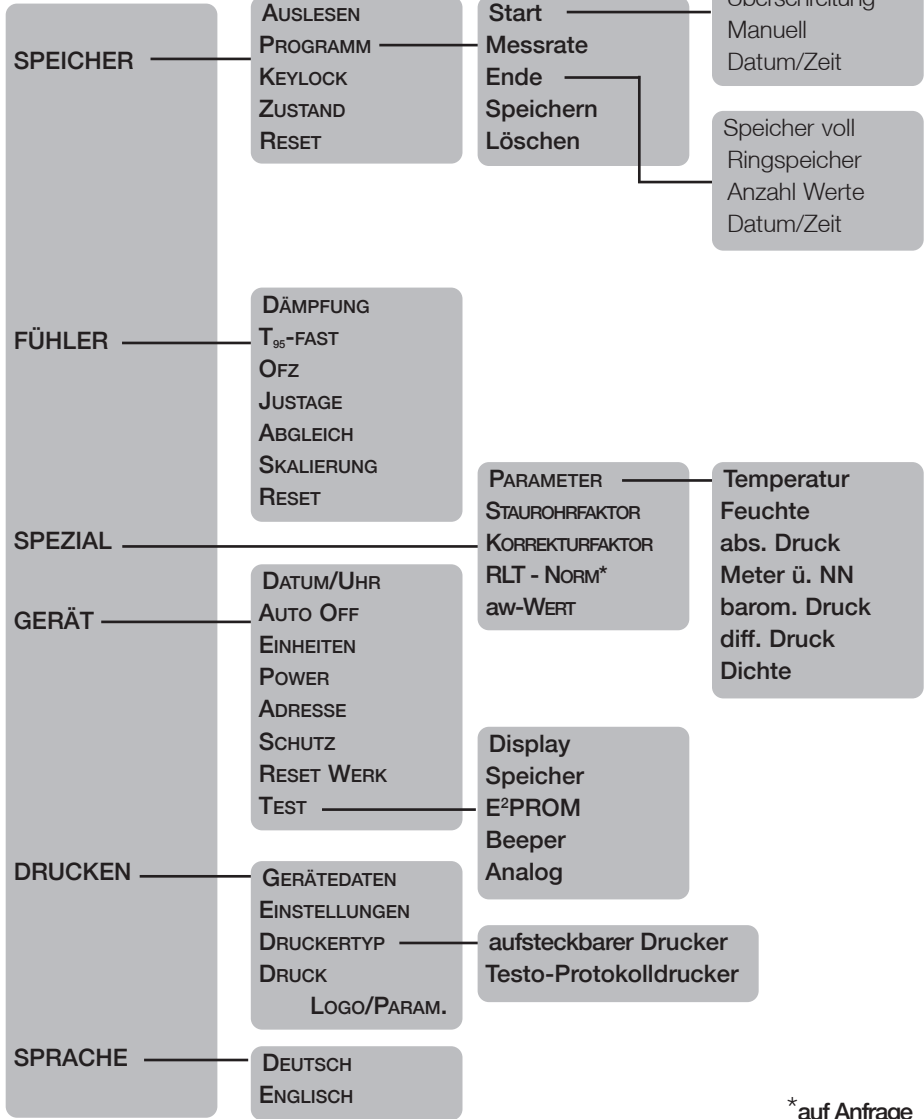 SPEICHER
AUSLESEN
PROGRAMM
KEYLOCK
ZUSTAND
RESET
Start
Messrate
Ende
Speichern
Löschen
Überschreitung
Manuell
Datum/Zeit
Speicher voll
Ringspeicher
Anzahl Werte
Datum/Zeit
FÜHLER
DÄMPFUNG
T₉₅-FAST
OFZ
JUSTAGE
ABGLEICH
SKALIERUNG
RESET
SPEZIAL
PARAMETER
STAUROHRFAKTOR
KORREKTURFAKTOR
RLT - NORM*
aw-WERT
Temperatur
Feuchte
abs. Druck
Meter ü. NN
barom. Druck
diff. Druck
Dichte
GERÄT
DATUM/UHR
AUTO OFF
EINHEITEN
POWER
ADRESSE
SCHUTZ
RESET WERK
TEST
Display
Speicher
E²PROM
Beeper
Analog
DRUCKEN
GERÄTEDATEN
EINSTELLUNGEN
DRUCKERTYP
DRUCK
LOGO/PARAM.
aufsteckbarer Drucker
Testo-Protokolldrucker
SPRACHE
DEUTSCH
ENGLISCH
*auf Anfrage